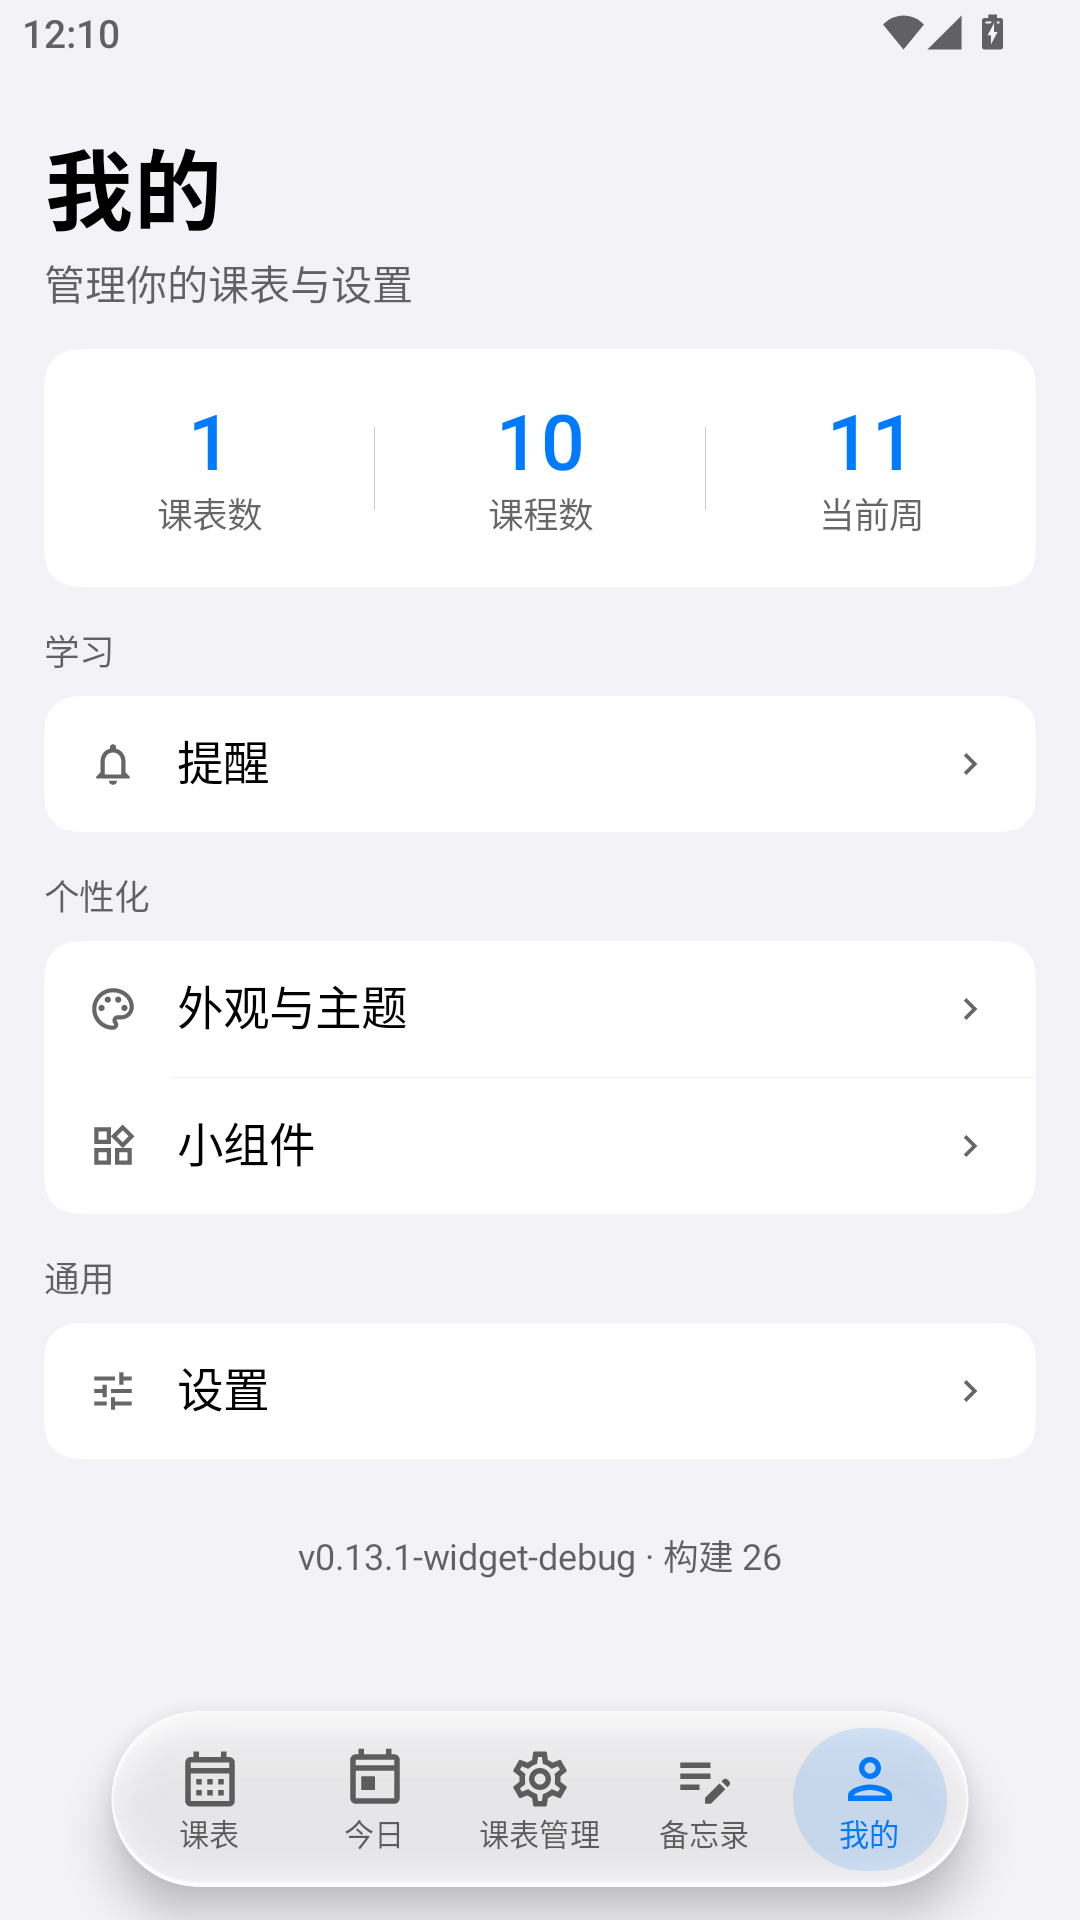 12:10
我的
管理你的课表与设置
1
课表数
10
课程数
11
当前周
学习
提醒
个性化
外观与主题
小组件
通用
设置
v0.13.1-widget-debug · 构建 26
课表
今日
课表管理
备忘录
我的